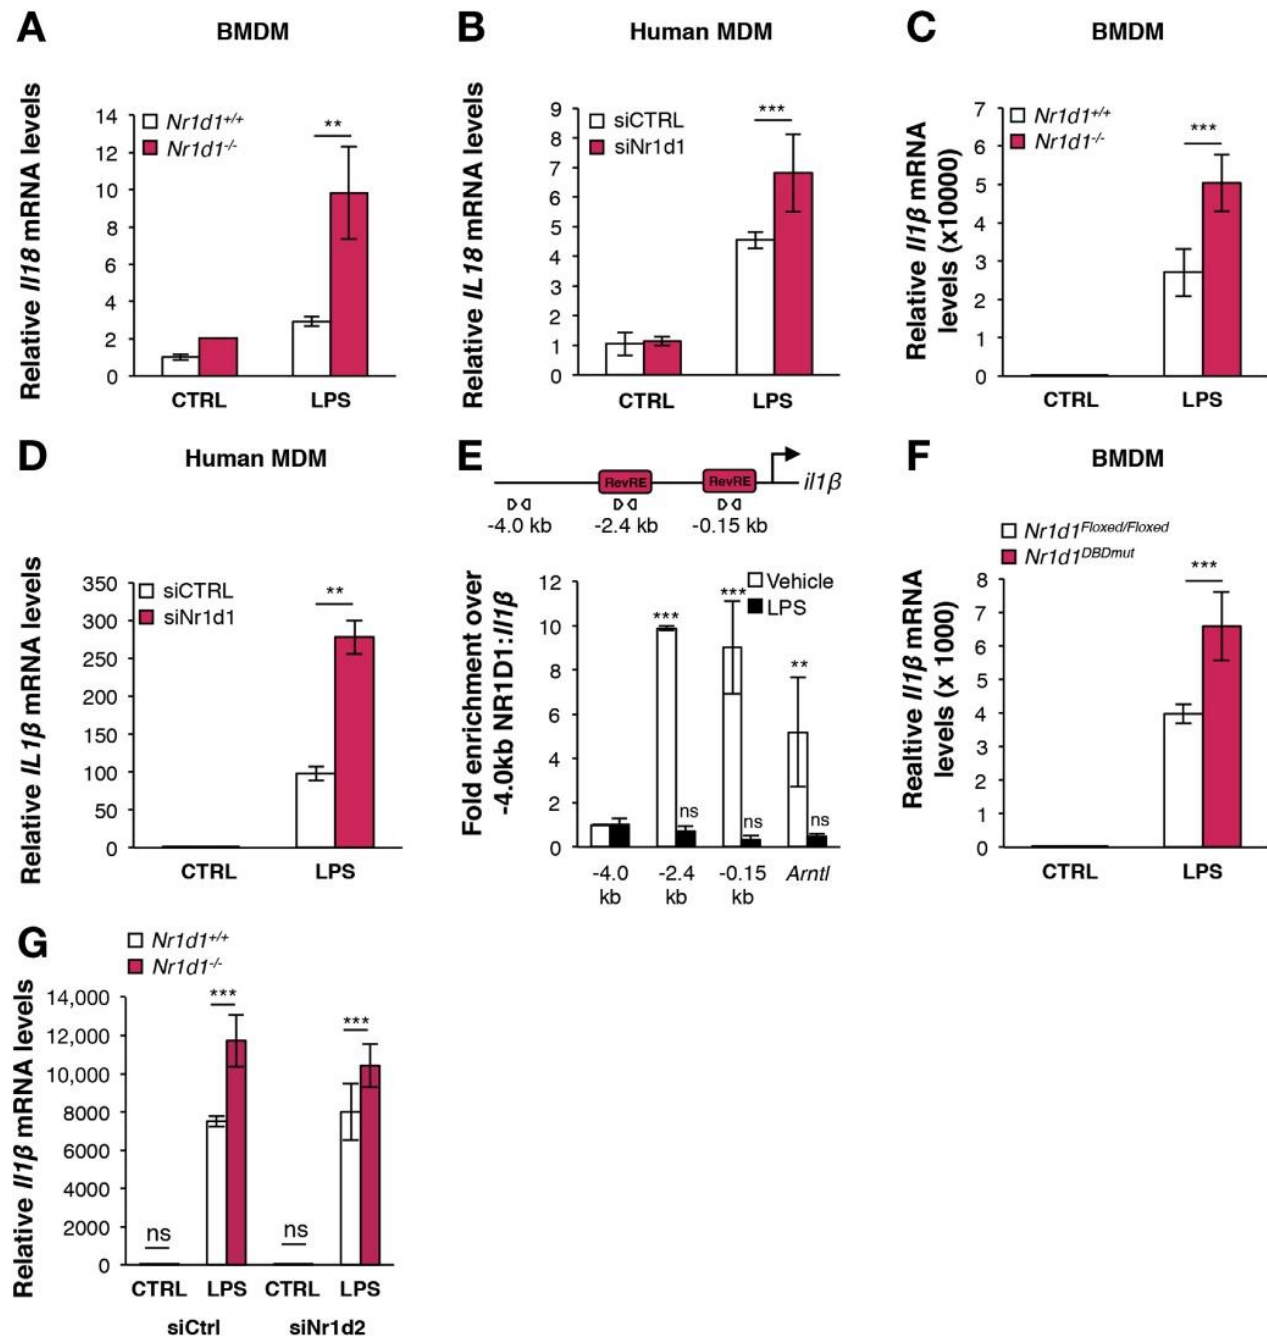 A
BMDM
Relative Il18 mRNA levels
14
12
10
8
6
4
2
0
Nr1d1+/+
Nr1d1-/-
**
CTRL
LPS
B
Human MDM
Relative IL18 mRNA levels
9
8
7
6
5
4
3
2
1
0
siCTRL
siNr1d1
***
CTRL
LPS
C
BMDM
Relative Il1β mRNA
levels (x10000)
7
6
5
4
3
2
1
0
Nr1d1+/+
Nr1d1-/-
***
CTRL
LPS
D
Human MDM
Relative IL1β mRNA levels
350
300
250
200
150
100
50
0
siCTRL
siNr1d1
**
CTRL
LPS
E
RevRE
RevRE
il1β
-4.0 kb
-2.4 kb
-0.15 kb
Fold enrichment over
-4.0kb NR1D1:Il1β
12
10
8
6
4
2
0
Vehicle
LPS
***
***
**
ns
ns
ns
-4.0
kb
-2.4
kb
-0.15
kb
Arntl
F
BMDM
Nr1d1Floxed/Floxed
Nr1d1DBDmut
Realtive Il1β mRNA
levels (x 1000)
8
7
6
5
4
3
2
1
0
***
CTRL
LPS
G
Nr1d1+/+
Nr1d1-/-
Relative Il1β mRNA levels
14,000
12,000
10,000
8000
6000
4000
2000
0
***
***
ns
ns
CTRL
LPS
CTRL
LPS
siCtrl
siNr1d2